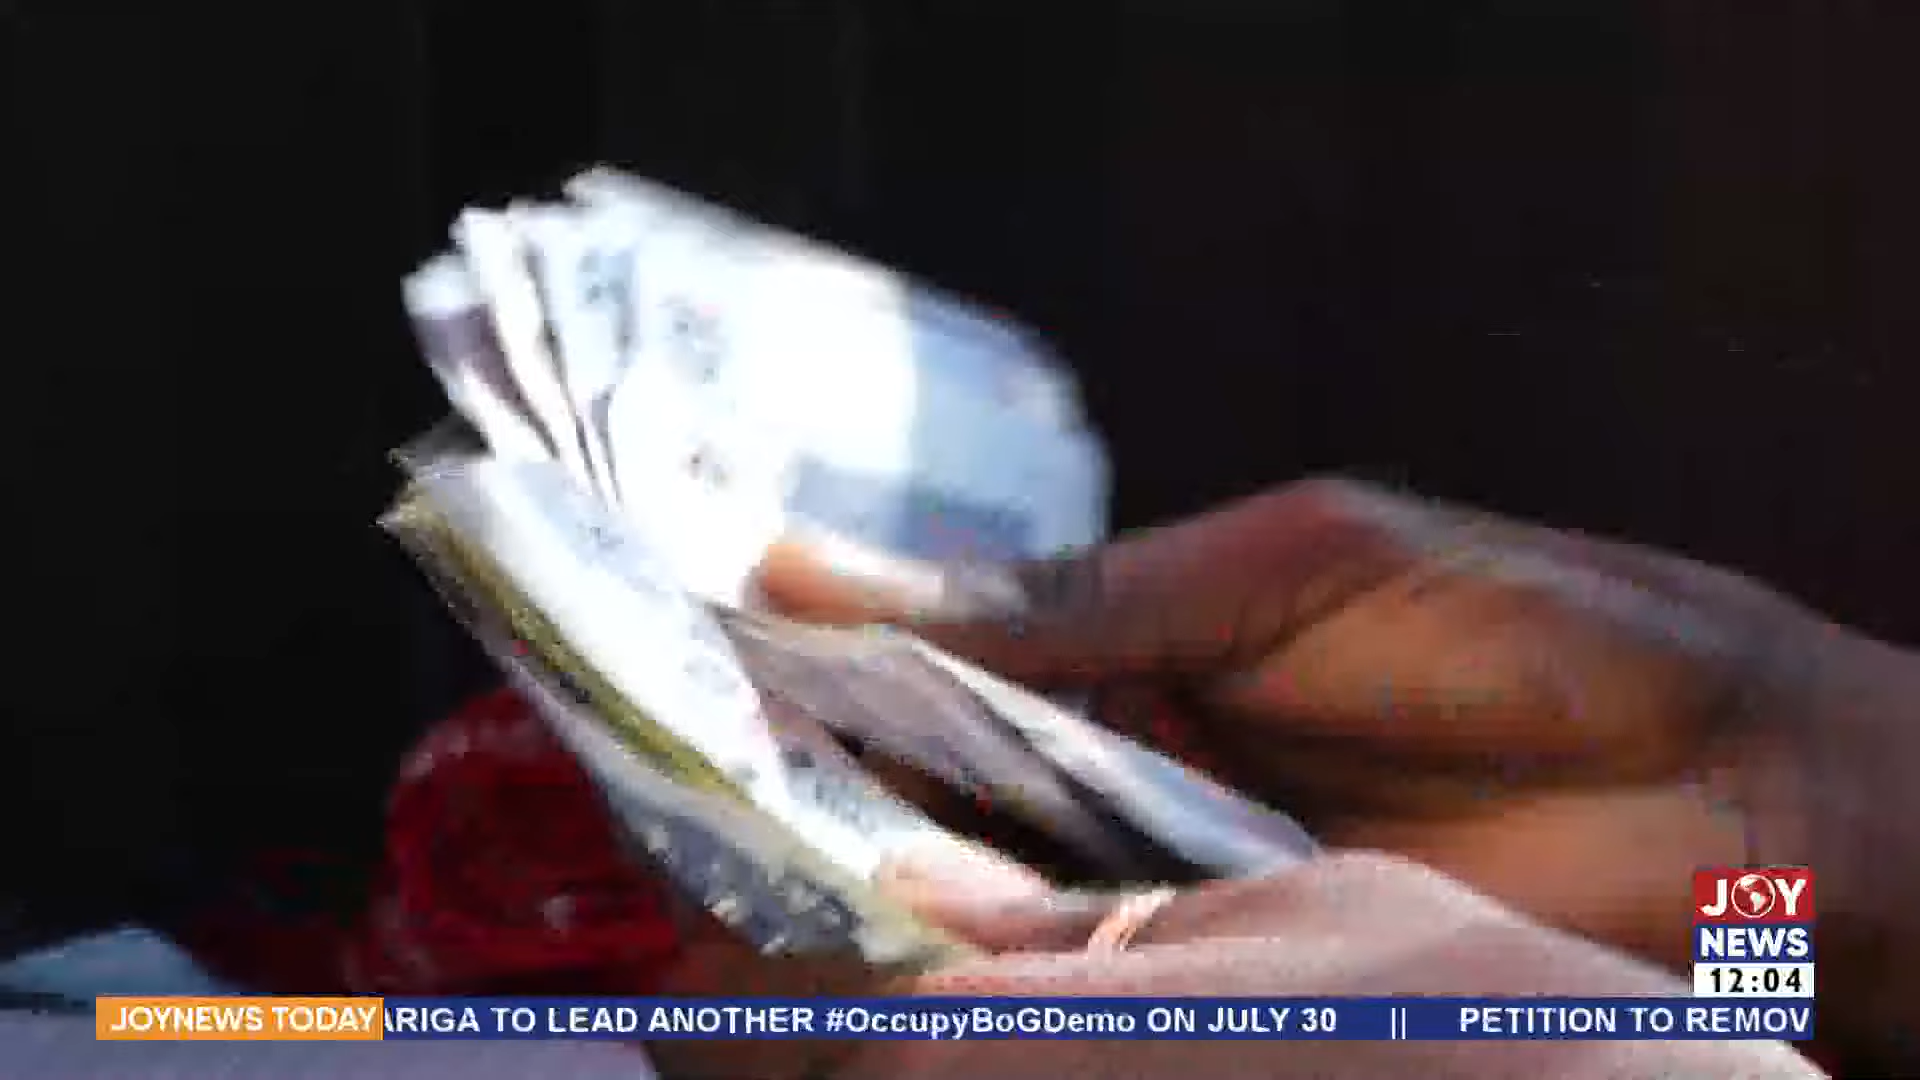 JOY
NEWS
12:04
JOYNEWS TODAY
ARIGA TO LEAD ANOTHER #OccupyBoGDemo ON JULY 30 || PETITION TO REMOV